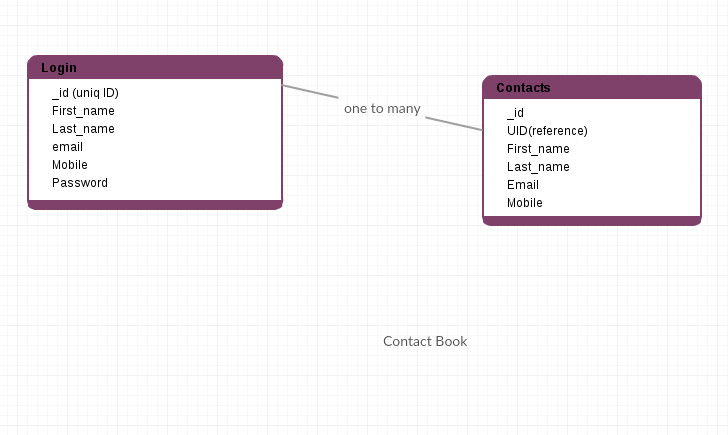 Login
_id (uniq ID)
First_name
Last_name
email
Mobile
Password
one to many
Contacts
_id
UID(reference)
First_name
Last_name
Email
Mobile
Contact Book